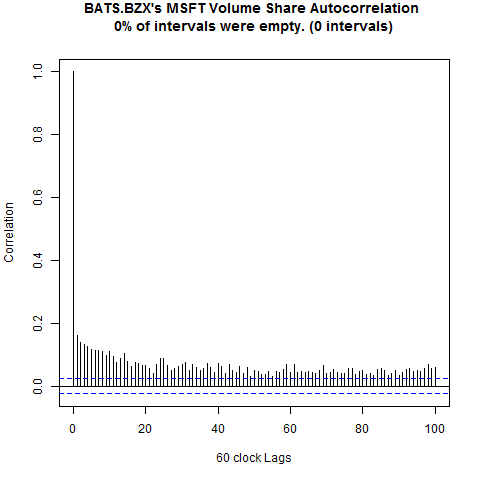 BATS.BZX's MSFT Volume Share Autocorrelation
0% of intervals were empty. (0 intervals)
1.0
0.8
0.6
0.4
0.2
0.0
Correlation
0 20 40 60 80 100
60 clock Lags